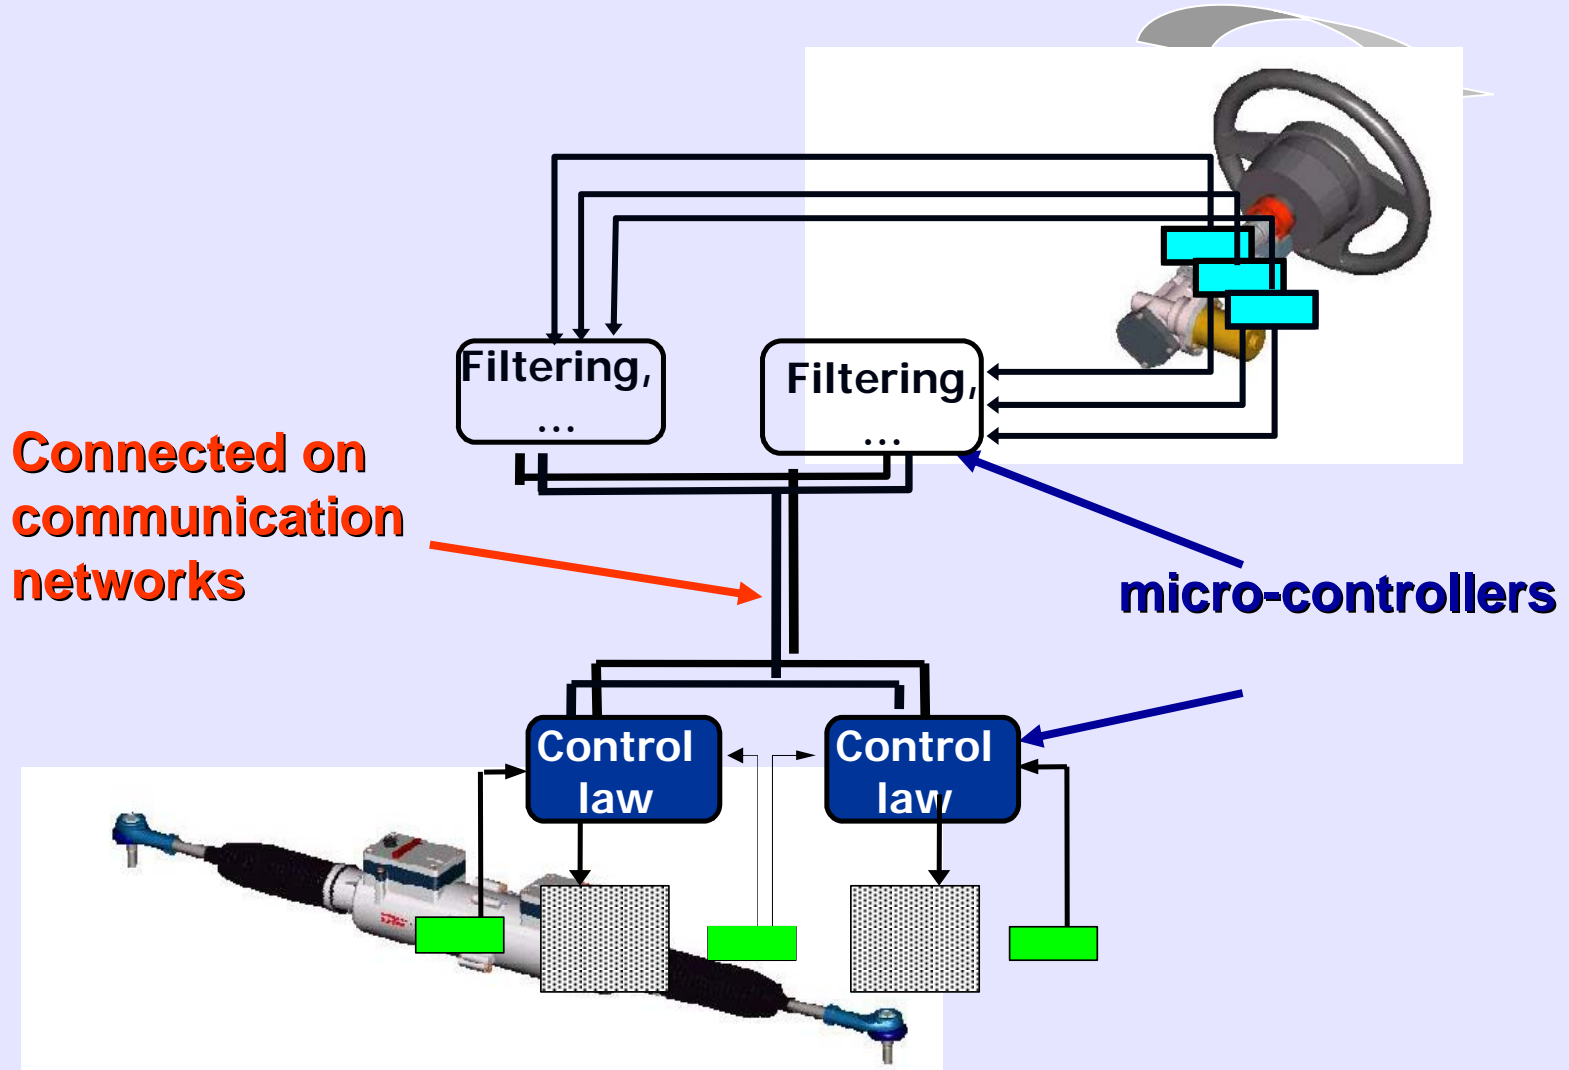 Filtering,
...
Filtering,
...
Connected on
communication
networks
micro-controllers
Control
law
Control
law